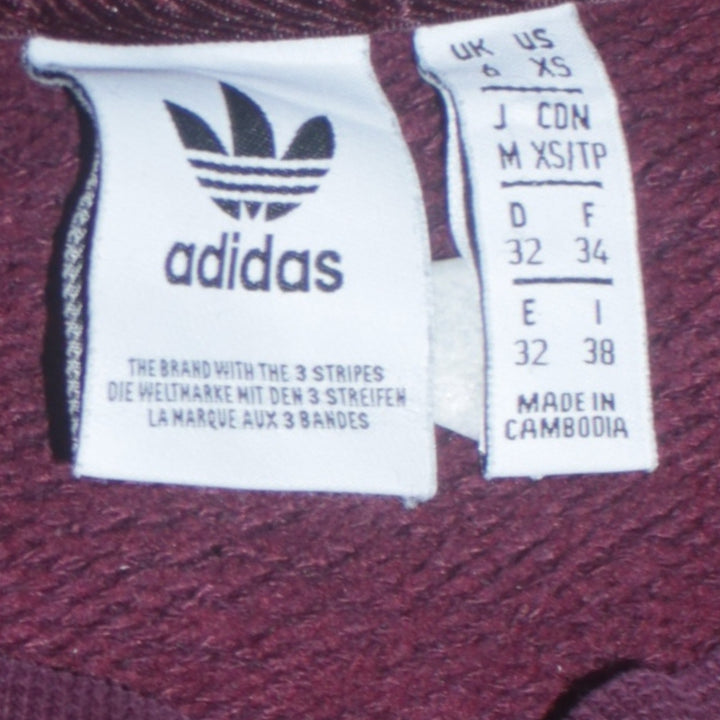 adidas
THE BRAND WITH THE 3 STRIPES
DIE WELTMARKE MIT DEN 3 STREIFEN
LA MARQUE AUX 3 BANDES
UK US
6 XS
J CDN
M XS/TP
D F
32 34
E I
32 38
MADE IN
CAMBODIA